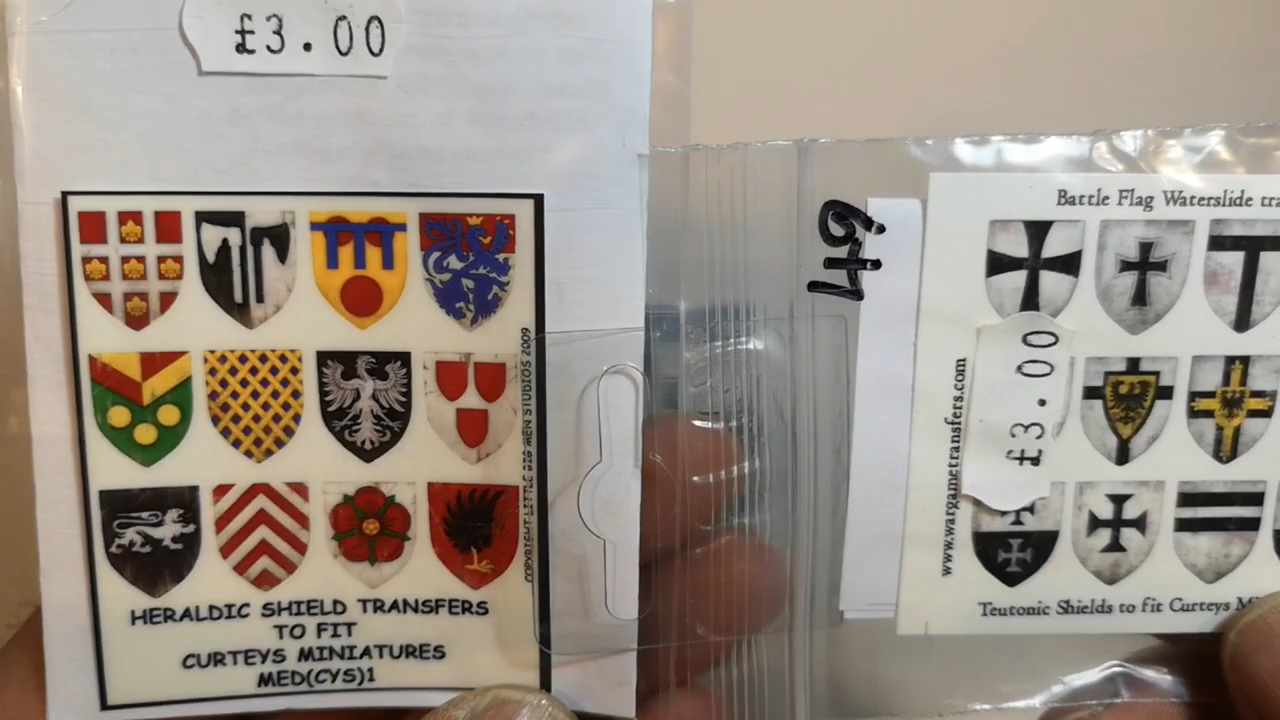 £3.00
COPYRIGHT LITTLE BIG MEN STUDIOS 2009
HERALDIC SHIELD TRANSFERS
TO FIT
CURTEYS MINIATURES
MED(CYS)1
49
Battle Flag Waterslide
£3.00
www.wargametransfers.com
Teutonic Shields to fit Curteys